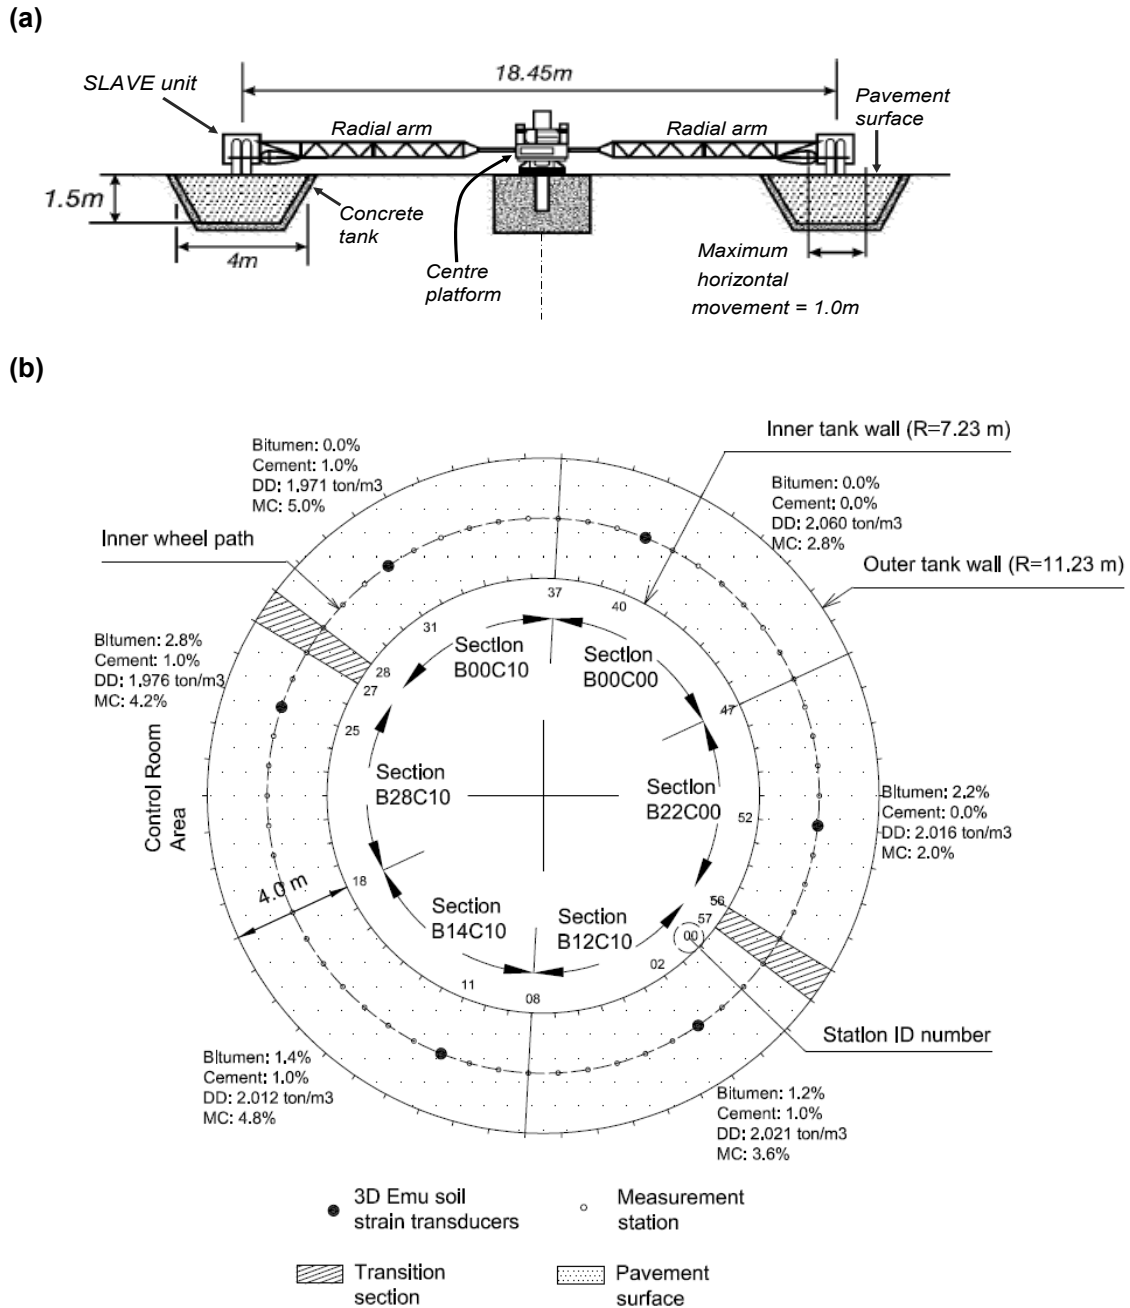 (a)
18.45m
SLAVE unit
Pavement
surface
Radial arm
Radial arm
1.5m
Concrete
tank
4m
Centre
platform
Maximum
horizontal
movement = 1.0m
(b)
Inner tank wall (R=7.23 m)
Bitumen: 0.0%
Cement: 1.0%
DD: 1.971 ton/m3
MC: 5.0%
Bitumen: 0.0%
Cement: 0.0%
DD: 2.060 ton/m3
MC: 2.8%
Inner wheel path
Outer tank wall (R=11.23 m)
37
40
31
Section
B00C10
Section
B00C00
Bitumen: 2.8%
Cement: 1.0%
DD: 1.976 ton/m3
MC: 4.2%
28
27
25
47
Control Room
Area
Section
B28C10
Section
B22C00
52
Bitumen: 2.2%
Cement: 0.0%
DD: 2.016 ton/m3
MC: 2.0%
4.0 m
18
Section
B14C10
Section
B12C10
56
57
00
02
11
08
Station ID number
Bitumen: 1.4%
Cement: 1.0%
DD: 2.012 ton/m3
MC: 4.8%
Bitumen: 1.2%
Cement: 1.0%
DD: 2.021 ton/m3
MC: 3.6%
3D Emu soil
strain transducers
Measurement
station
Transition
section
Pavement
surface